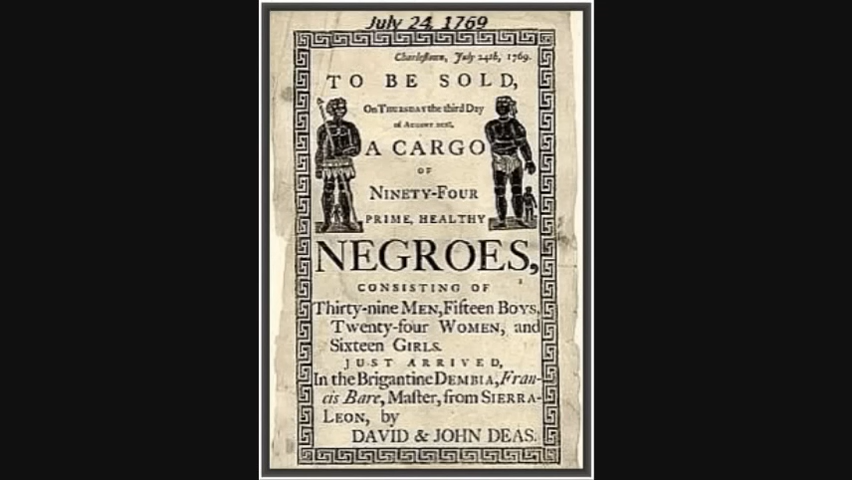 July 24, 1769
Charlestown, July 24th, 1769.
TO BE SOLD,
On THURSDAY the third Day
of AUGUST next,
A CARGO
OF
NINETY-FOUR
PRIME, HEALTHY
NEGROES,
CONSISTING OF
Thirty-nine MEN, Fifteen BOYS,
Twenty-four WOMEN, and
Sixteen GIRLS.
JUST ARRIVED,
In the Brigantine DEMBIA, Fran-
cis Bare, Maſter, from SIERRA-
LEON, by
DAVID & JOHN DEAS.